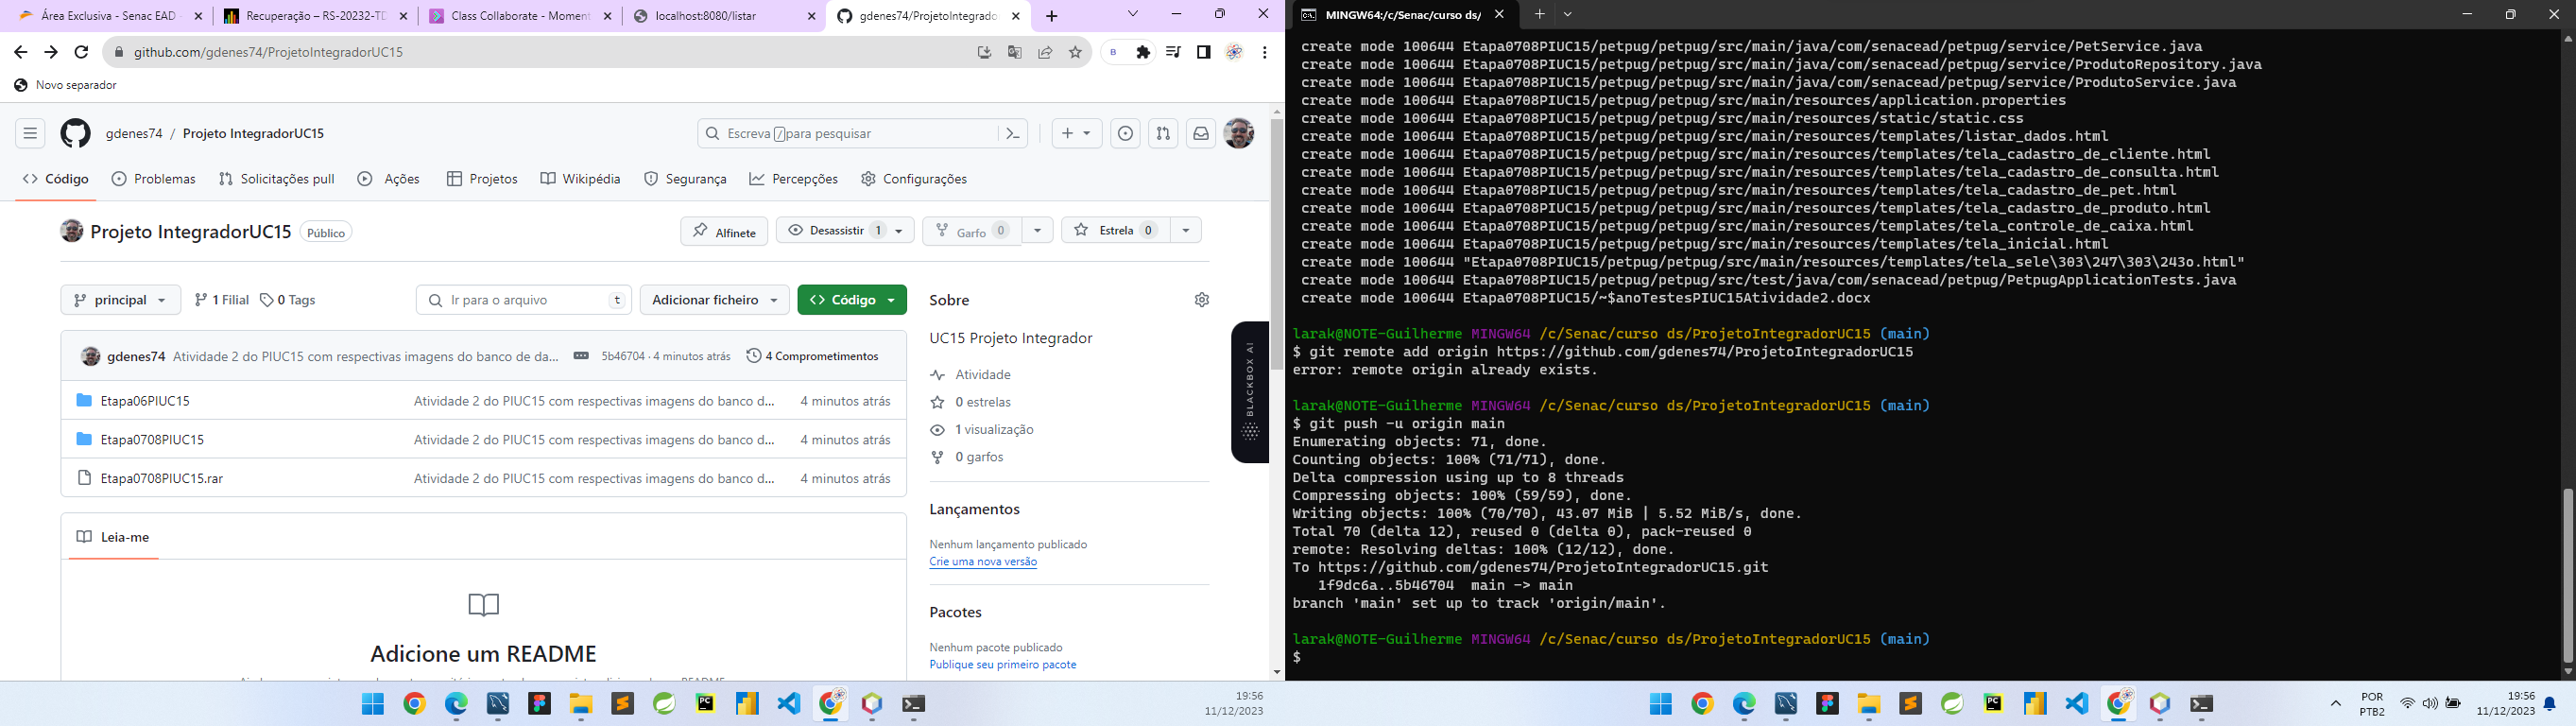 Área Exclusiva - Senac EAD -
Recuperação – RS-20232-TD
Class Collaborate - Moment
localhost:8080/listar
gdenes74/ProjetoIntegrado
github.com/gdenes74/ProjetoIntegradorUC15
Novo separador
gdenes74 / Projeto IntegradorUC15
Escreva / para pesquisar
Código
Problemas
Solicitações pull
Ações
Projetos
Wikipédia
Segurança
Percepções
Configurações
Projeto IntegradorUC15 Público
Alfinete
Desassistir 1
Garfo 0
Estrela 0
principal
1 Filial
0 Tags
Ir para o arquivo t
Adicionar ficheiro
Código
gdenes74 Atividade 2 do PIUC15 com respectivas imagens do banco de da... 5b46704 · 4 minutos atrás 4 Comprometimentos
Etapa06PIUC15 Atividade 2 do PIUC15 com respectivas imagens do banco d... 4 minutos atrás
Etapa0708PIUC15 Atividade 2 do PIUC15 com respectivas imagens do banco d... 4 minutos atrás
Etapa0708PIUC15.rar Atividade 2 do PIUC15 com respectivas imagens do banco d... 4 minutos atrás
Leia-me
Adicione um README
Sobre
UC15 Projeto Integrador
Atividade
0 estrelas
1 visualização
0 garfos
Lançamentos
Nenhum lançamento publicado
Crie uma nova versão
Pacotes
Nenhum pacote publicado
Publique seu primeiro pacote
BLACKBOX AI
19:56
11/12/2023
MINGW64:/c/Senac/curso ds/
create mode 100644 Etapa0708PIUC15/petpug/petpug/src/main/java/com/senacead/petpug/service/PetService.java
create mode 100644 Etapa0708PIUC15/petpug/petpug/src/main/java/com/senacead/petpug/service/ProdutoRepository.java
create mode 100644 Etapa0708PIUC15/petpug/petpug/src/main/java/com/senacead/petpug/service/ProdutoService.java
create mode 100644 Etapa0708PIUC15/petpug/petpug/src/main/resources/application.properties
create mode 100644 Etapa0708PIUC15/petpug/petpug/src/main/resources/static/static.css
create mode 100644 Etapa0708PIUC15/petpug/petpug/src/main/resources/templates/listar_dados.html
create mode 100644 Etapa0708PIUC15/petpug/petpug/src/main/resources/templates/tela_cadastro_de_cliente.html
create mode 100644 Etapa0708PIUC15/petpug/petpug/src/main/resources/templates/tela_cadastro_de_consulta.html
create mode 100644 Etapa0708PIUC15/petpug/petpug/src/main/resources/templates/tela_cadastro_de_pet.html
create mode 100644 Etapa0708PIUC15/petpug/petpug/src/main/resources/templates/tela_cadastro_de_produto.html
create mode 100644 Etapa0708PIUC15/petpug/petpug/src/main/resources/templates/tela_controle_de_caixa.html
create mode 100644 Etapa0708PIUC15/petpug/petpug/src/main/resources/templates/tela_inicial.html
create mode 100644 "Etapa0708PIUC15/petpug/petpug/src/main/resources/templates/tela_sele\303\247\303\243o.html"
create mode 100644 Etapa0708PIUC15/petpug/petpug/src/test/java/com/senacead/petpug/PetpugApplicationTests.java
create mode 100644 Etapa0708PIUC15/~$anoTestesPIUC15Atividade2.docx
larak@NOTE-Guilherme MINGW64 /c/Senac/curso ds/ProjetoIntegradorUC15 (main)
$ git remote add origin https://github.com/gdenes74/ProjetoIntegradorUC15
error: remote origin already exists.
larak@NOTE-Guilherme MINGW64 /c/Senac/curso ds/ProjetoIntegradorUC15 (main)
$ git push -u origin main
Enumerating objects: 71, done.
Counting objects: 100% (71/71), done.
Delta compression using up to 8 threads
Compressing objects: 100% (59/59), done.
Writing objects: 100% (70/70), 43.07 MiB | 5.52 MiB/s, done.
Total 70 (delta 12), reused 0 (delta 0), pack-reused 0
remote: Resolving deltas: 100% (12/12), done.
To https://github.com/gdenes74/ProjetoIntegradorUC15.git
1f9dc6a..5b46704 main -> main
branch 'main' set up to track 'origin/main'.
larak@NOTE-Guilherme MINGW64 /c/Senac/curso ds/ProjetoIntegradorUC15 (main)
$
POR
PTB2
19:56
11/12/2023